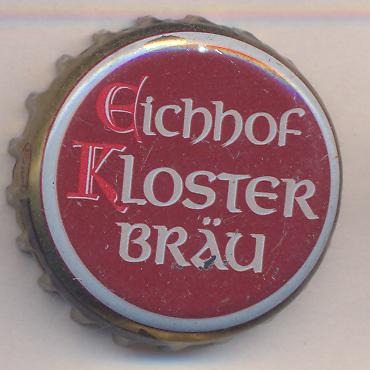 Eichhof
Kloster
Bräu